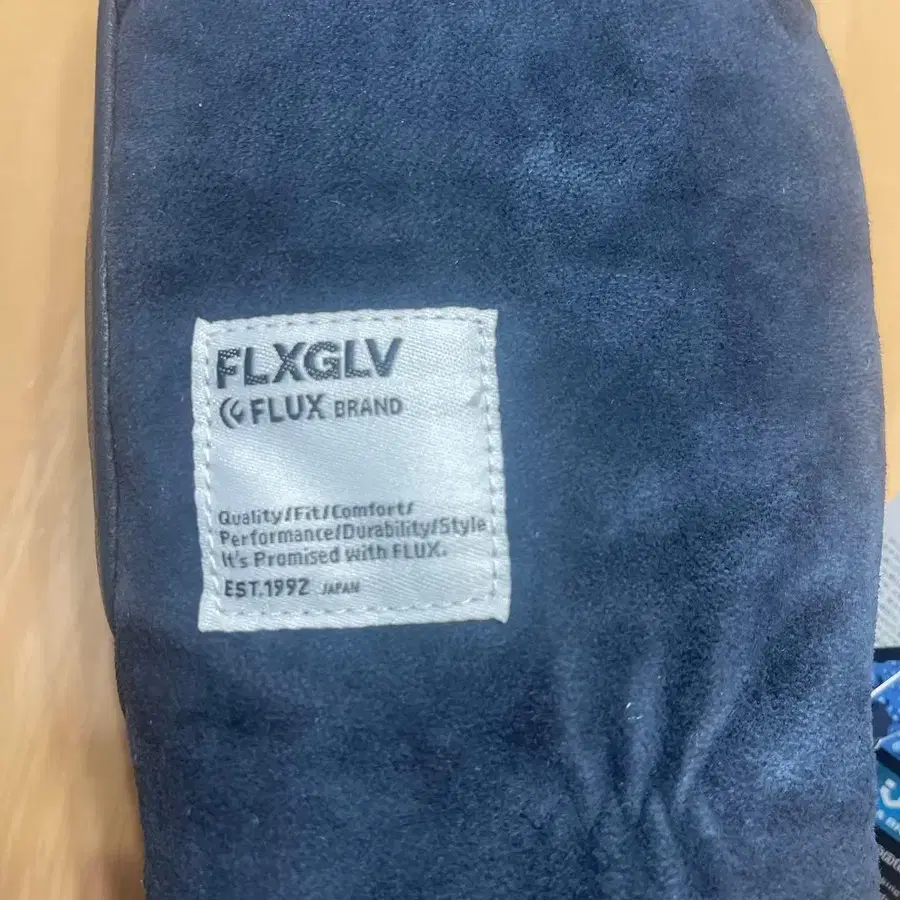 FLXGLV
FLUX BRAND
Quality/Fit/Comfort/
Performance/Durability/Style
It's Promised with FLUX.
EST.1992 JAPAN